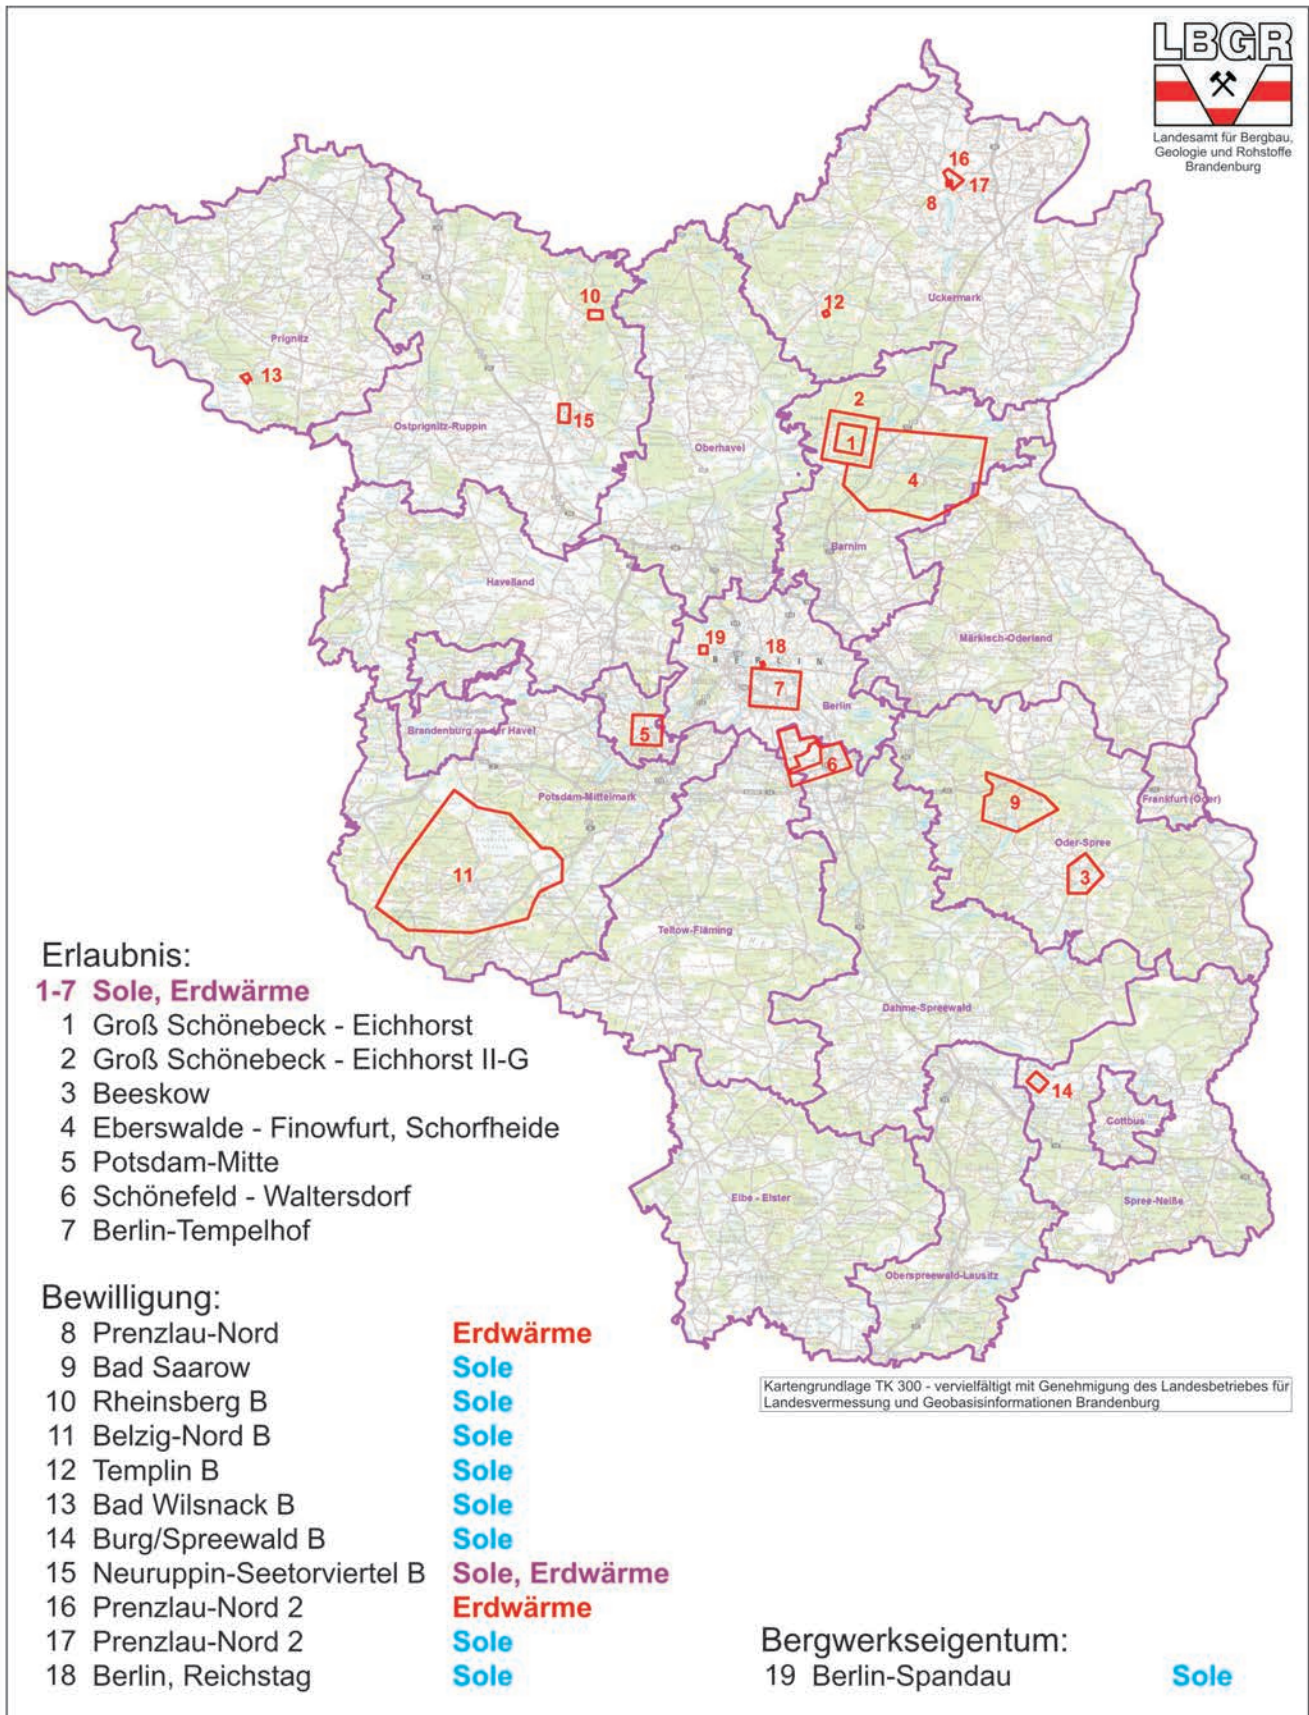 LBGR
Landesamt für Bergbau,
Geologie und Rohstoffe
Brandenburg
16
17
8
Uckermark
12
10
Prignitz
13
2
15
Ostprignitz-Ruppin
1
Oberhavel
4
Barnim
Havelland
Märkisch-Oderland
19
18
BERLIN
7
Berlin
Brandenburg an der Havel
5
6
Potsdam-Mittelmark
9
Frankfurt (Oder)
Oder-Spree
11
3
Teltow-Fläming
Dahme-Spreewald
14
Cottbus
Elbe - Elster
Spree-Neiße
Oberspreewald-Lausitz
Erlaubnis:
1-7 Sole, Erdwärme
1 Groß Schönebeck - Eichhorst
2 Groß Schönebeck - Eichhorst II-G
3 Beeskow
4 Eberswalde - Finowfurt, Schorfheide
5 Potsdam-Mitte
6 Schönefeld - Waltersdorf
7 Berlin-Tempelhof
Bewilligung:
8 Prenzlau-Nord Erdwärme
9 Bad Saarow Sole
10 Rheinsberg B Sole
11 Belzig-Nord B Sole
12 Templin B Sole
13 Bad Wilsnack B Sole
14 Burg/Spreewald B Sole
15 Neuruppin-Seetorviertel B Sole, Erdwärme
16 Prenzlau-Nord 2 Erdwärme
17 Prenzlau-Nord 2 Sole
18 Berlin, Reichstag Sole
Kartengrundlage TK 300 - vervielfältigt mit Genehmigung des Landesbetriebes für
Landesvermessung und Geobasisinformationen Brandenburg
Bergwerkseigentum:
19 Berlin-Spandau Sole